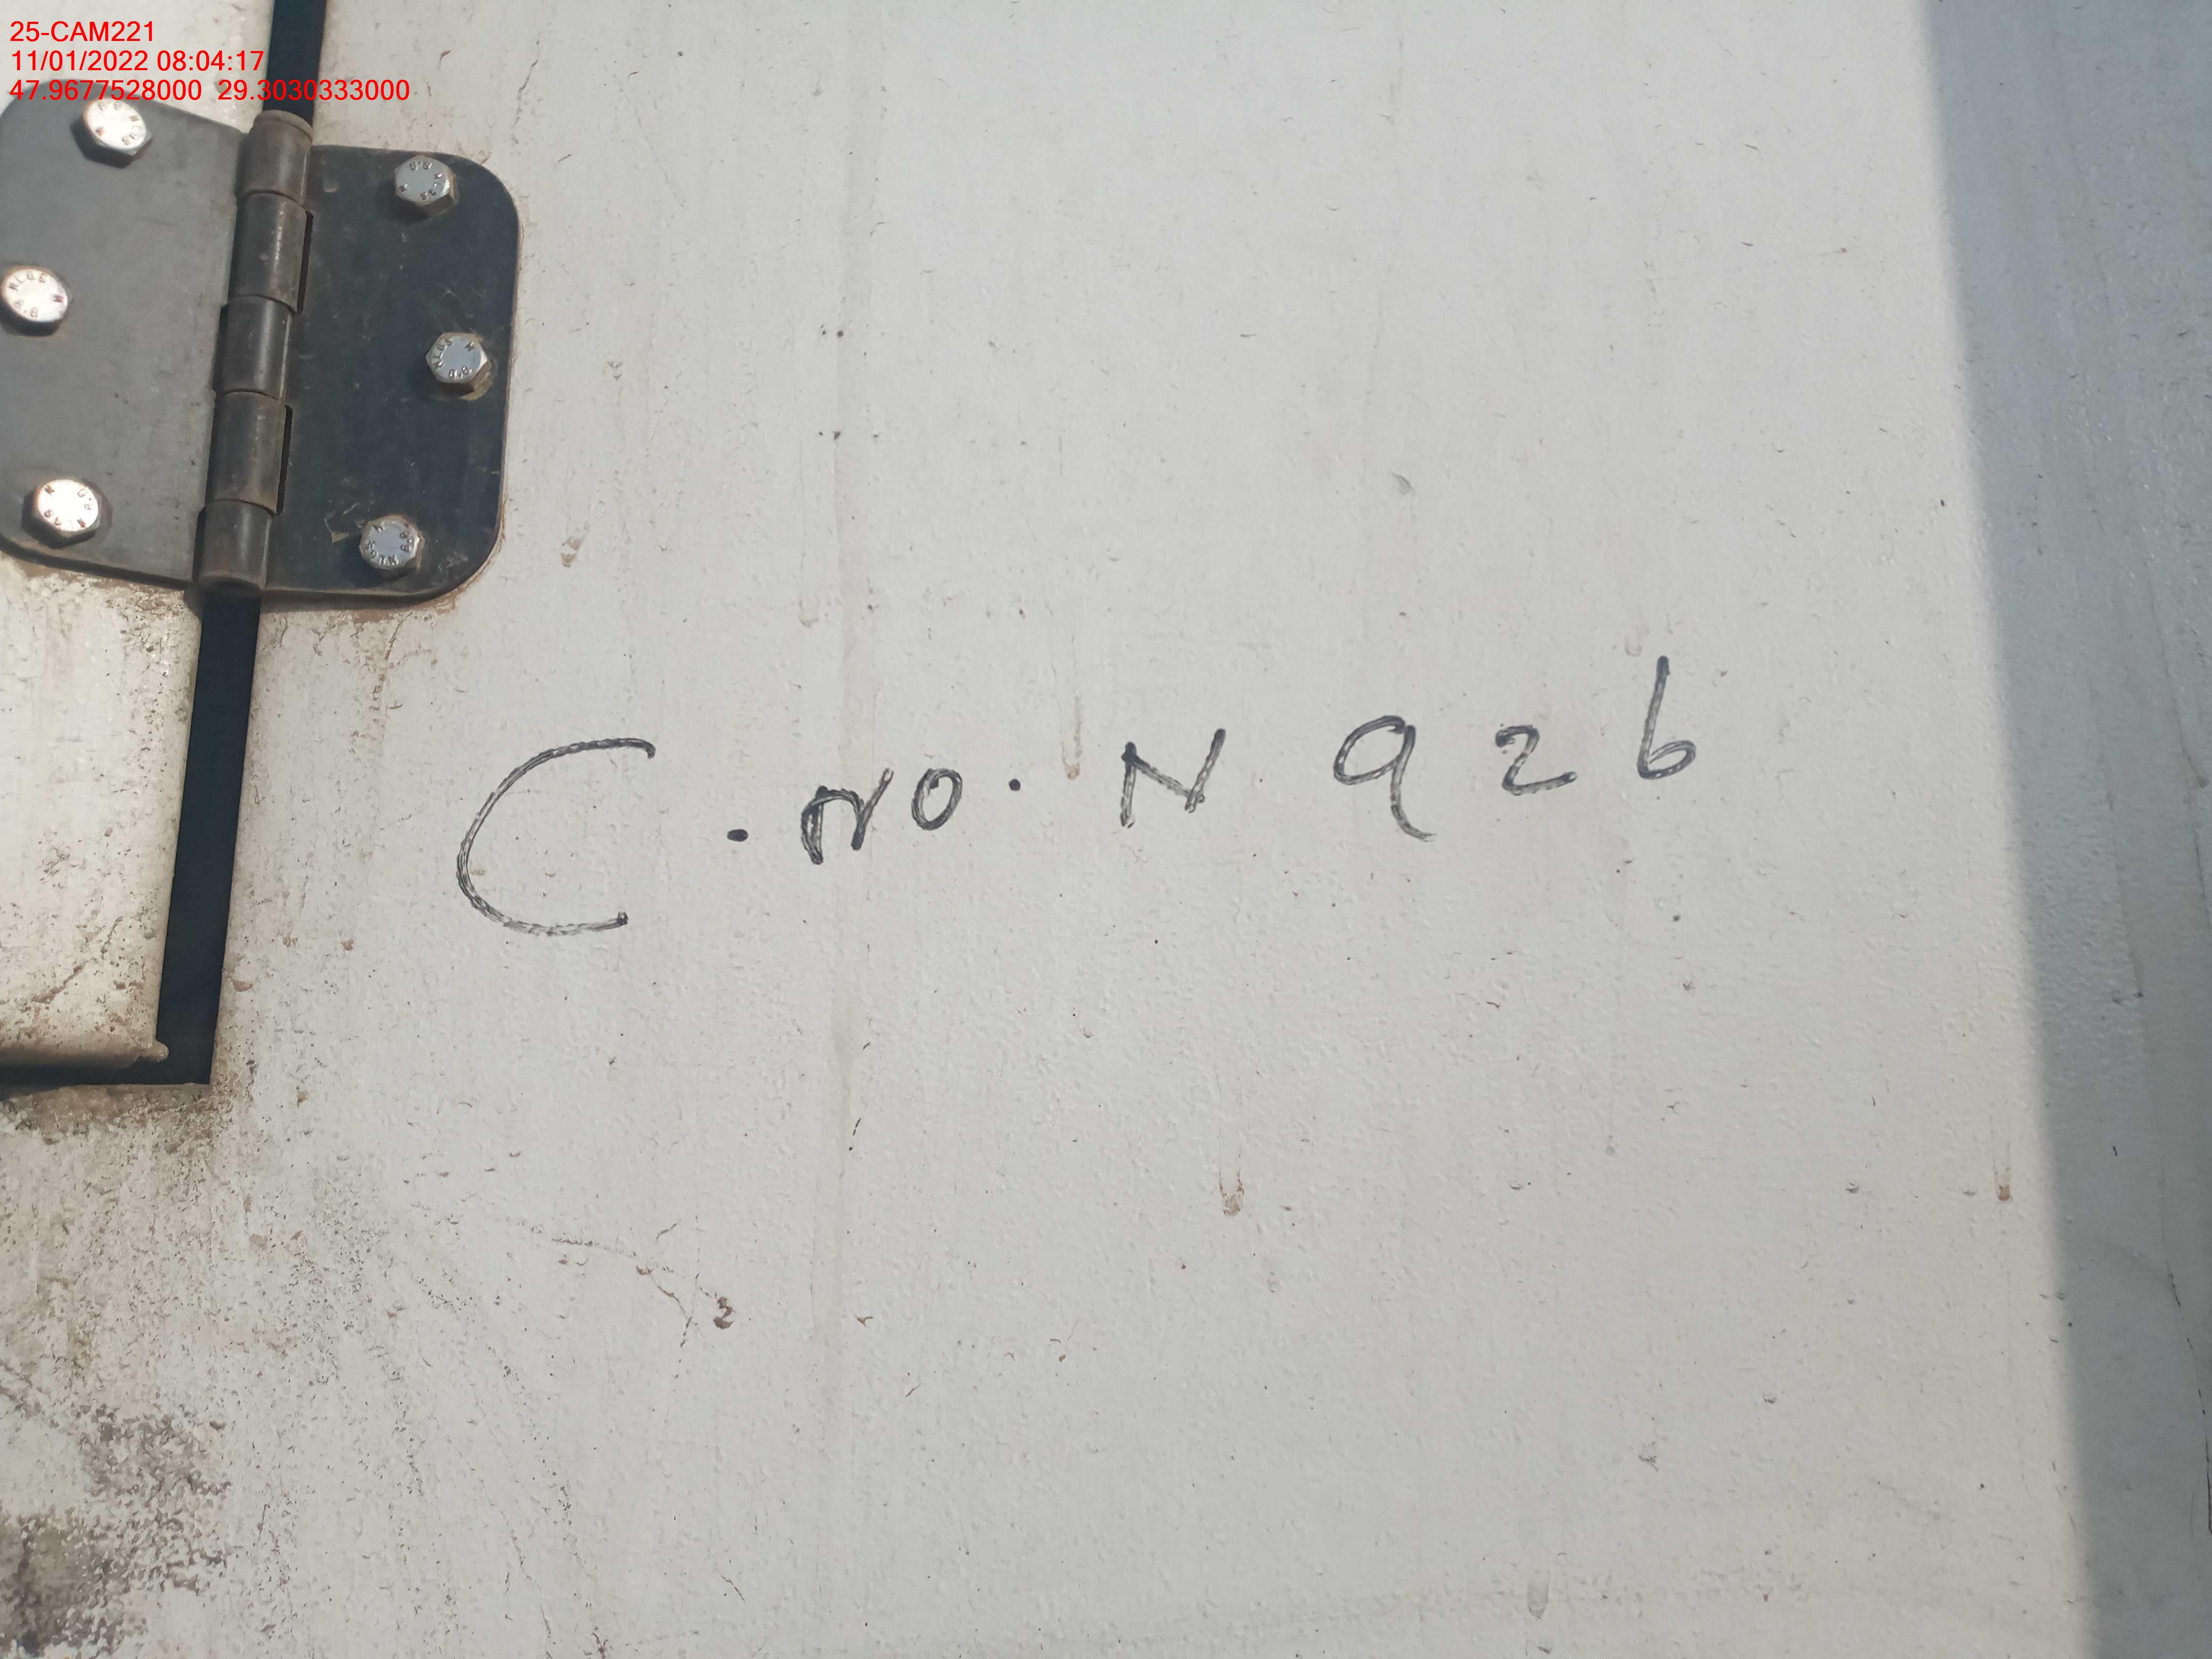 25-CAM221
11/01/2022 08:04:17
47.9677528000 29.3030333000
C.NO. N 926